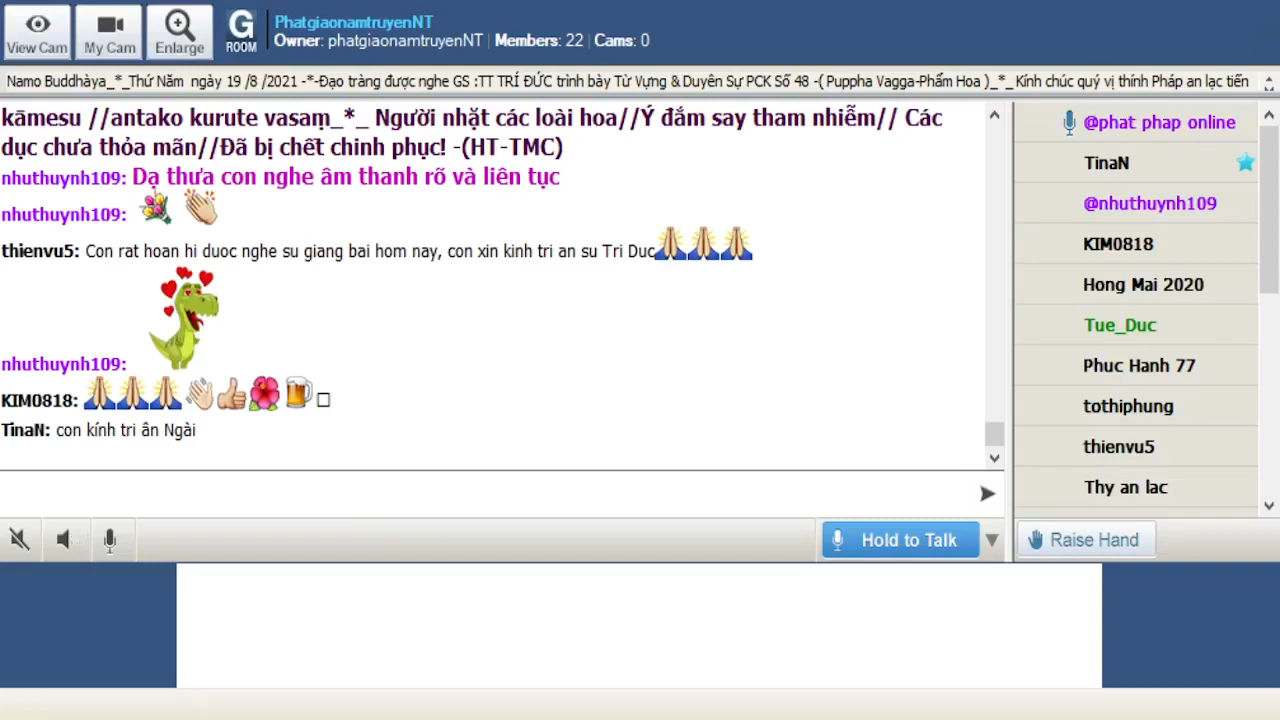 View Cam
My Cam
Enlarge
G
ROOM
PhatgiaonamtruyenNT
Owner: phatgiaonamtruyenNT | Members: 22 | Cams: 0
Namo Buddhàya_*_Thứ Năm ngày 19 /8 /2021 -*-Đạo tràng được nghe GS :TT TRÍ ĐỨC trình bày Từ Vựng & Duyên Sự PCK Số 48 -( Puppha Vagga-Phẩm Hoa )_*_ Kính chúc quý vị thính Pháp an lạc tiến
kāmesu //antako kurute vasaṃ_*_ Người nhặt các loài hoa//Ý đắm say tham nhiễm// Các
dục chưa thỏa mãn//Đã bị chết chinh phục! -(HT-TMC)
nhuthuynh109: Dạ thưa con nghe âm thanh rõ và liên tục
nhuthuynh109:
thienvu5: Con rat hoan hi duoc nghe su giang bai hom nay, con xin kinh tri an su Tri Duc
nhuthuynh109:
KIM0818:
TinaN: con kính tri ân Ngài
@phat phap online
TinaN
@nhuthuynh109
KIM0818
Hong Mai 2020
Tue_Duc
Phuc Hanh 77
tothiphung
thienvu5
Thy an lac
Hold to Talk
Raise Hand